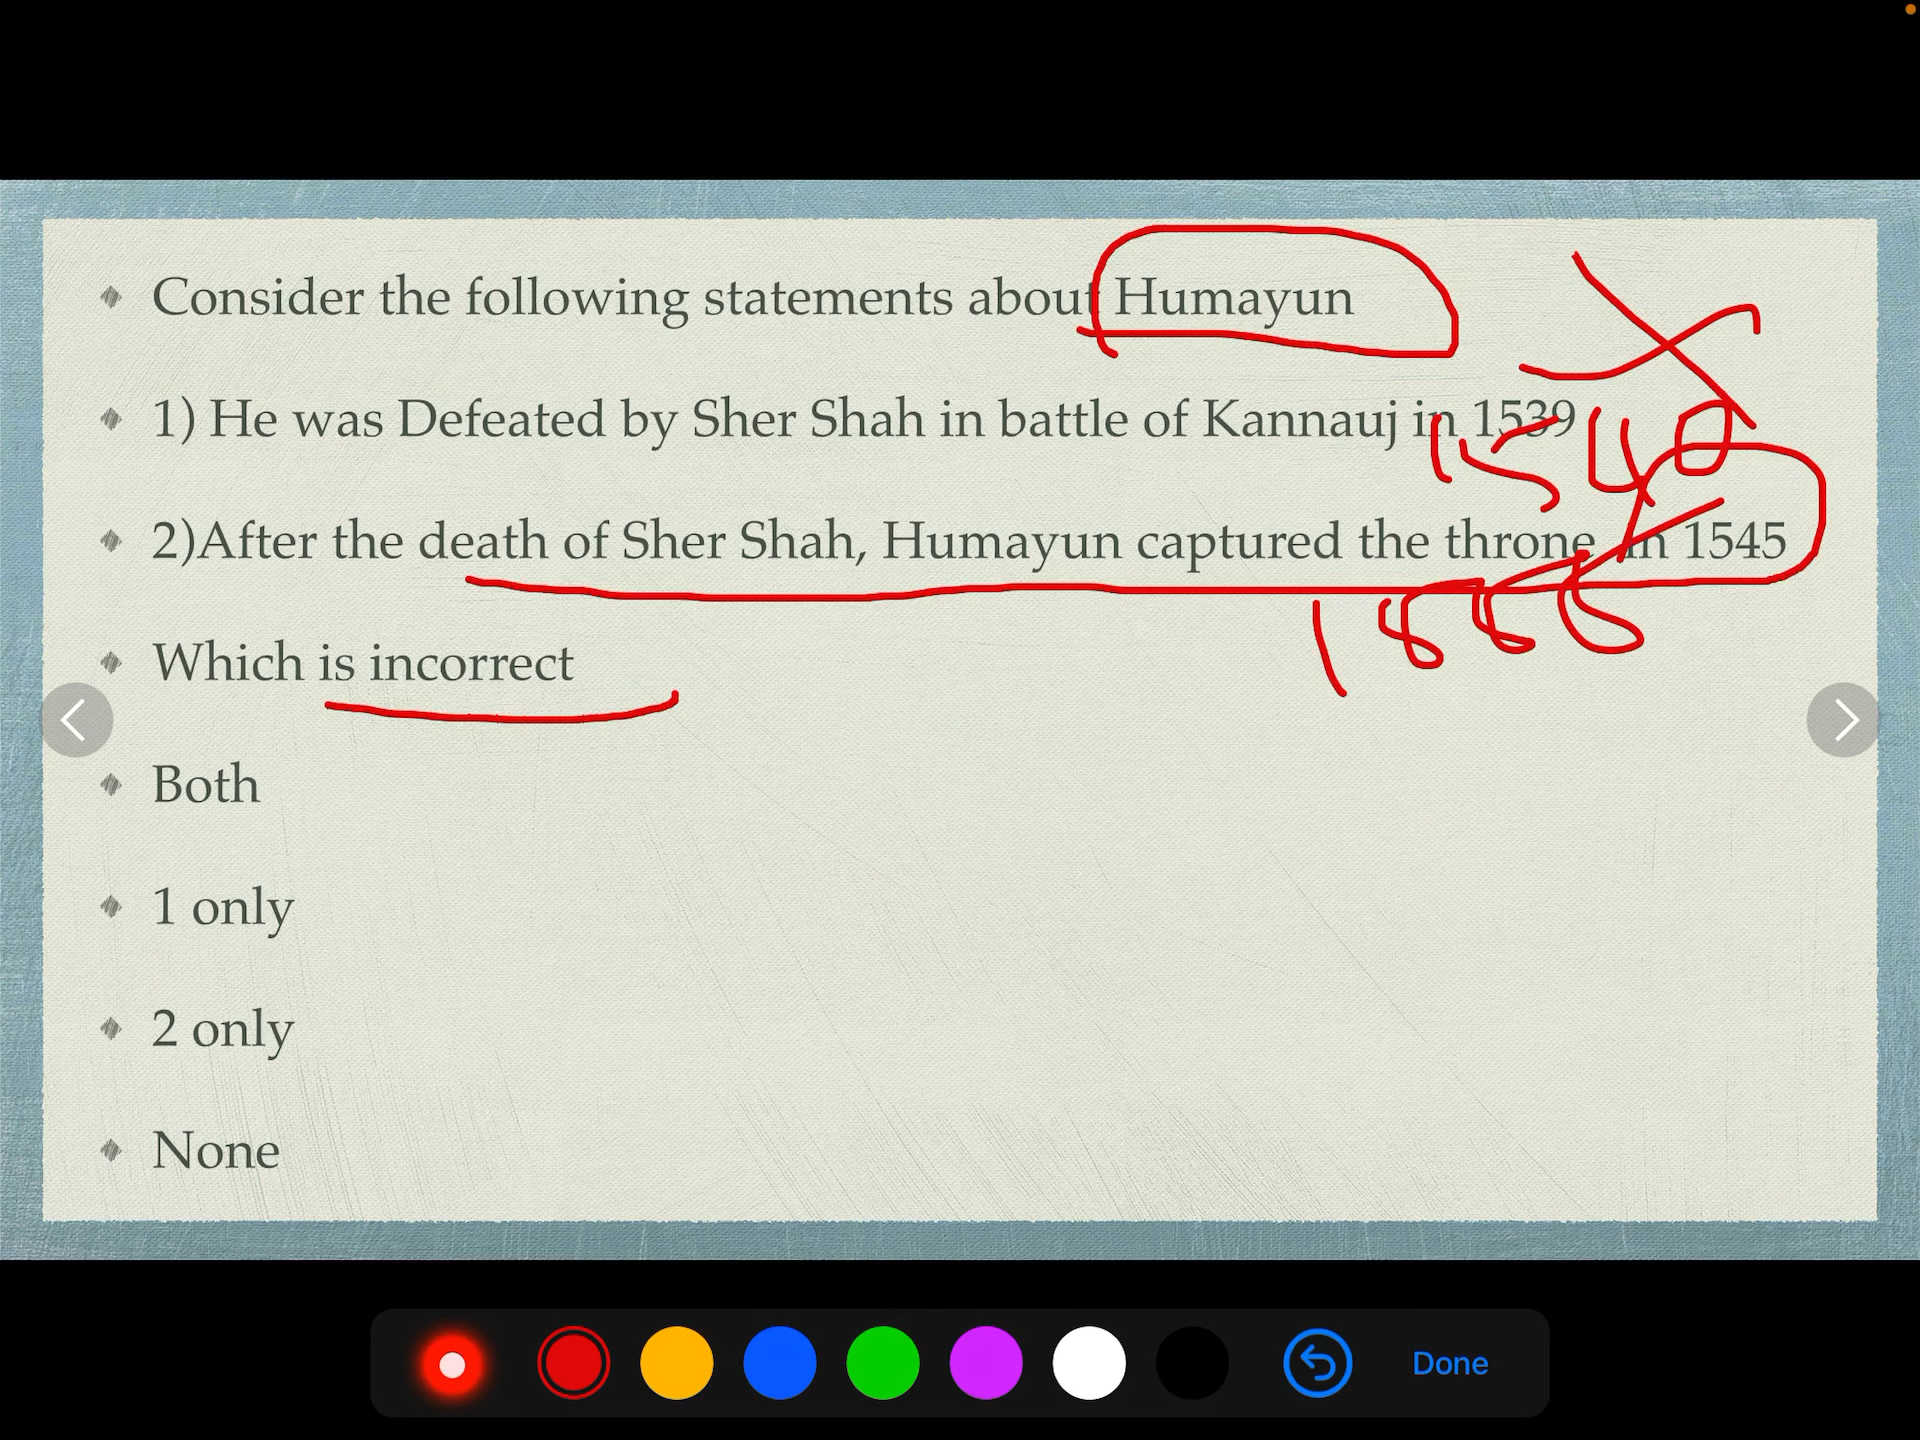 Consider the following statements about Humayun
1) He was Defeated by Sher Shah in battle of Kannauj in 1539
1540
2)After the death of Sher Shah, Humayun captured the throne in 1545
Which is incorrect
Both
1 only
2 only
None
Done